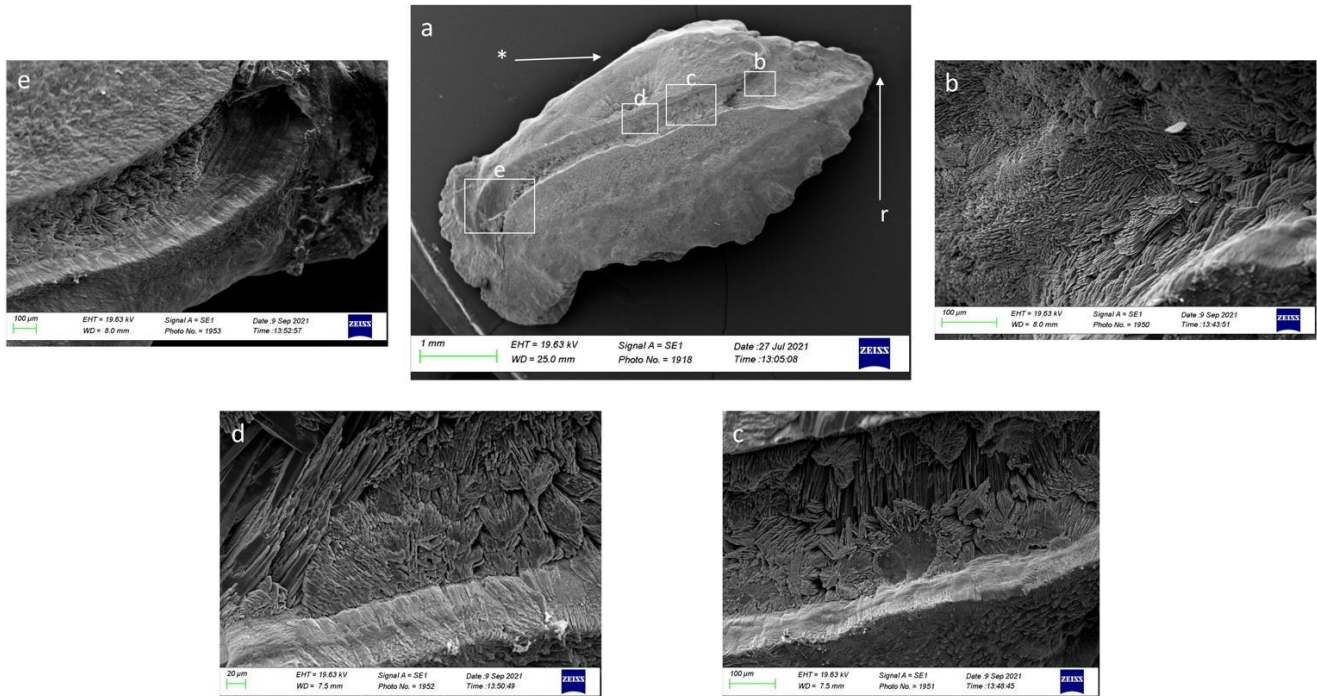 e
100 µm
EHT = 19.63 kV
WD = 8.0 mm
Signal A = SE1
Photo No. = 1953
Date :9 Sep 2021
Time :13:52:57
ZEISS
a
*
b
c
d
e
r
1 mm
EHT = 19.63 kV
WD = 25.0 mm
Signal A = SE1
Photo No. = 1918
Date :27 Jul 2021
Time :13:05:08
ZEISS
b
100 µm
EHT = 19.63 kV
WD = 8.0 mm
Signal A = SE1
Photo No. = 1950
Date :9 Sep 2021
Time :13:43:51
ZEISS
d
20 µm
EHT = 19.63 kV
WD = 7.5 mm
Signal A = SE1
Photo No. = 1952
Date :9 Sep 2021
Time :13:50:49
ZEISS
c
100 µm
EHT = 19.63 kV
WD = 7.5 mm
Signal A = SE1
Photo No. = 1951
Date :9 Sep 2021
Time :13:48:45
ZEISS